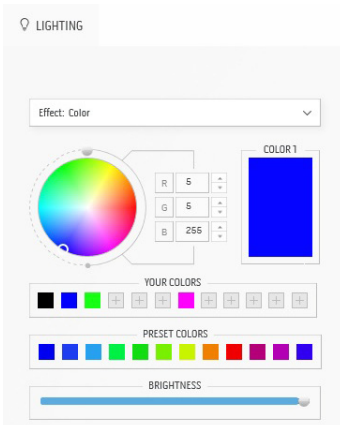 LIGHTING
Effect: Color
COLOR 1
R 5
G 5
B 255
YOUR COLORS
PRESET COLORS
BRIGHTNESS